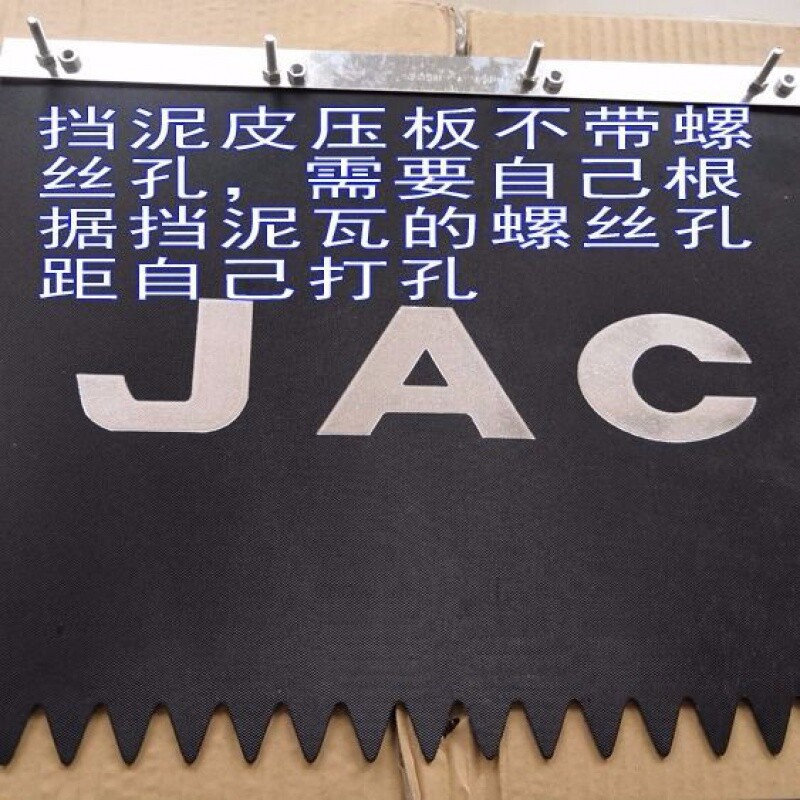 挡泥皮压板不带螺
丝孔，需要自己根
据挡泥瓦的螺丝孔
距自己打孔
JAC